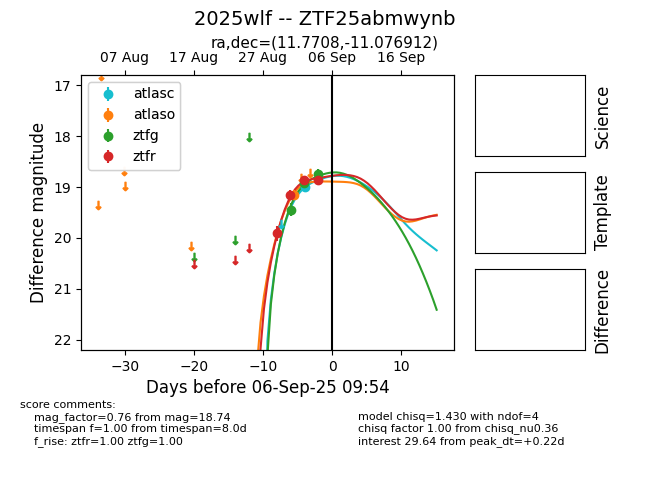 2025wlf -- ZTF25abmwynb
ra,dec=(11.7708,-11.076912)
07 Aug 17 Aug 27 Aug 06 Sep 16 Sep
17
18
19
20
21
22
Difference magnitude
atlasc
atlaso
ztfg
ztfr
−30 −20 −10 0 10
Days before 06-Sep-25 09:54
Science
Template
Difference
score comments:
mag_factor=0.76 from mag=18.74
timespan f=1.00 from timespan=8.0d
f_rise: ztfr=1.00 ztfg=1.00
model chisq=1.430 with ndof=4
chisq factor 1.00 from chisq_nu0.36
interest 29.64 from peak_dt=+0.22d